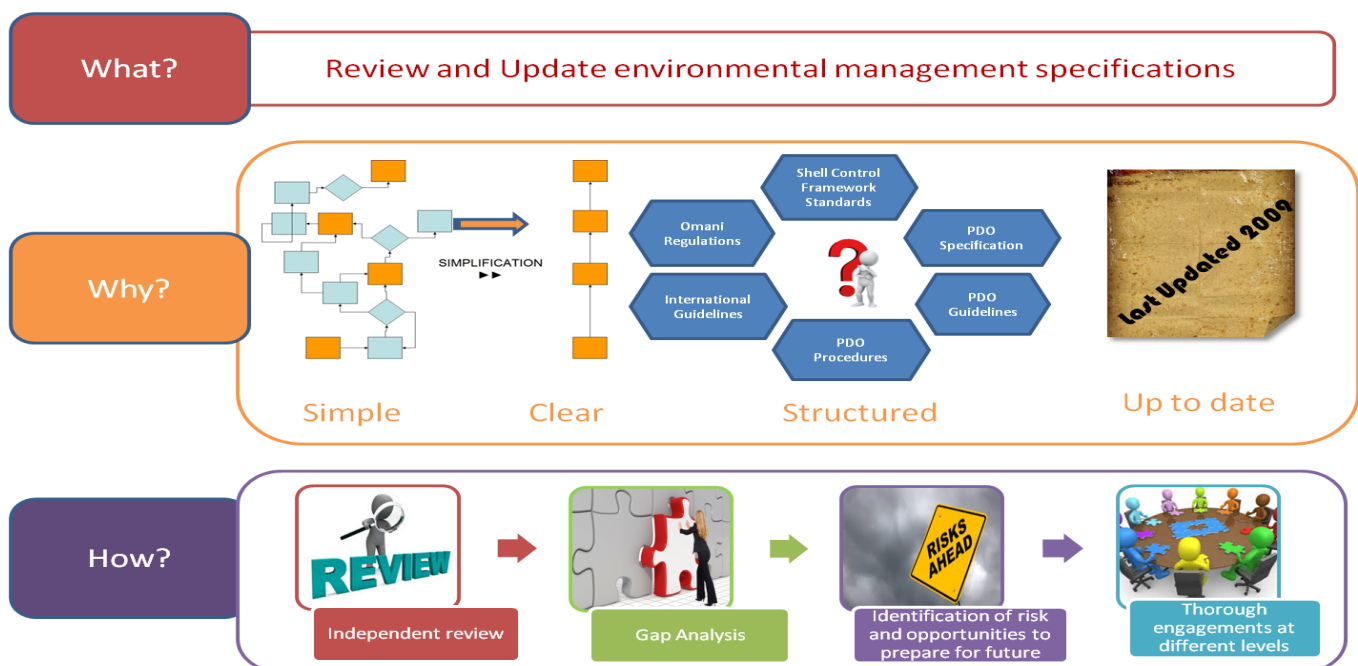 What?
Review and Update environmental management specifications
Why?
SIMPLIFICATION
Shell Control
Framework
Standards
Omani
Regulations
PDO
Specification
International
Guidelines
PDO
Guidelines
PDO
Procedures
Last Updated 2009
Simple
Clear
Structured
Up to date
How?
REVIEW
RISKS
AHEAD
Independent review
Gap Analysis
Identification of risk
and opportunities to
prepare for future
Thorough
engagements at
different levels